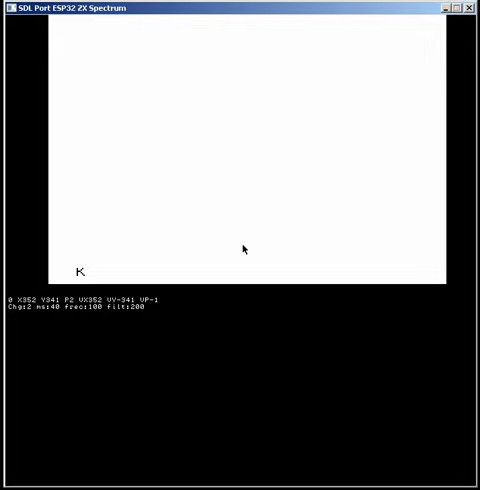 SDL Port ESP32 ZX Spectrum
K
0 X352 Y341 P2 VX352 VY-341 VP-1
Chg:2 ms:40 frec:100 filt:200